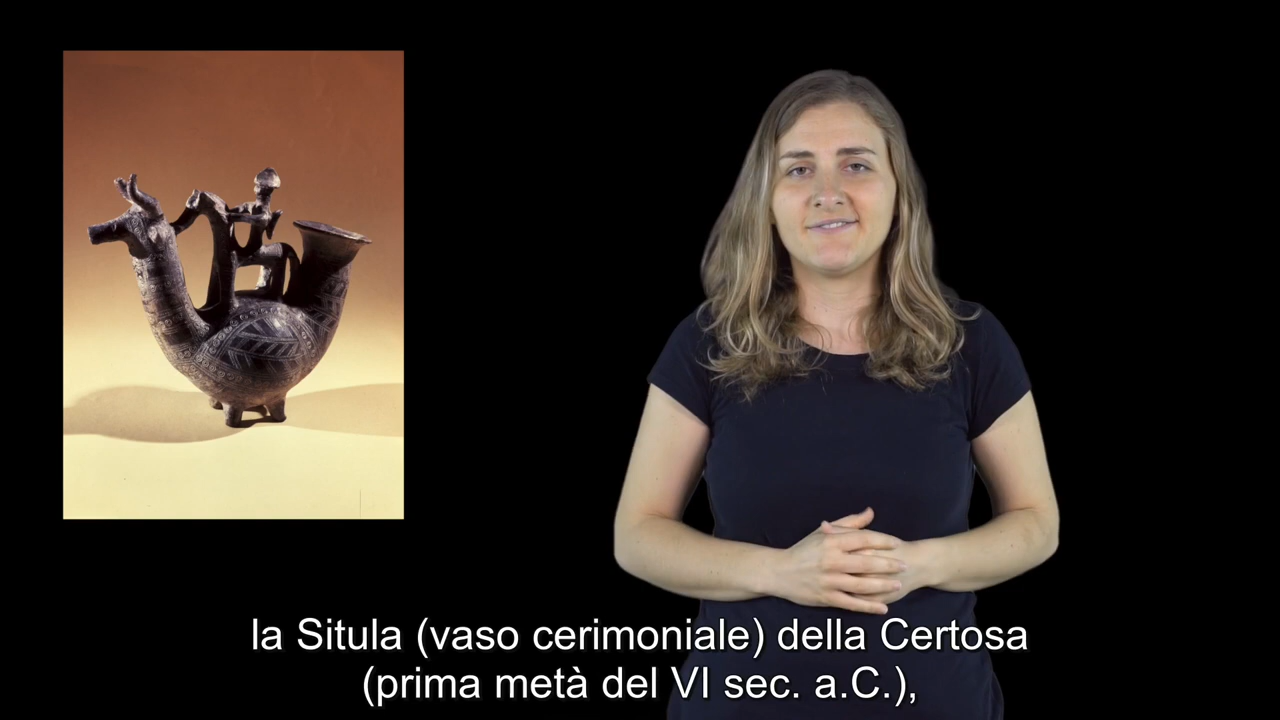 la Situla (vaso cerimoniale) della Certosa
(prima metà del VI sec. a.C.),